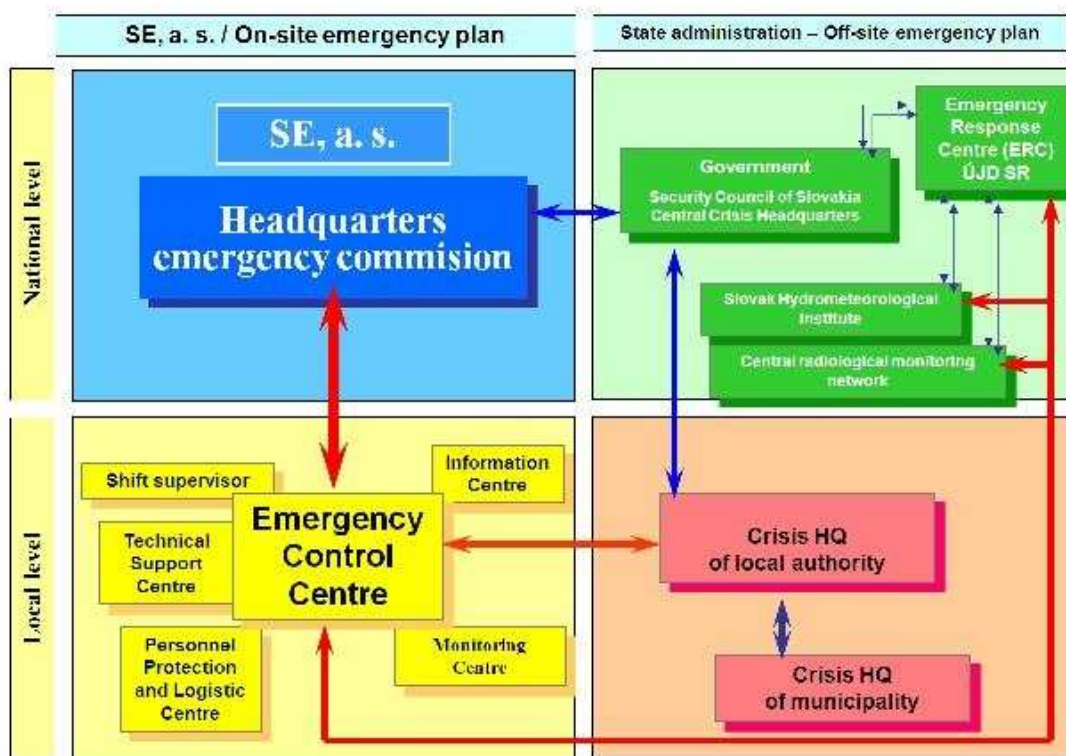 SE, a. s. / On-site emergency plan
State administration – Off-site emergency plan
National level
SE, a. s.
Headquarters
emergency commision
Government
Security Council of Slovakia
Central Crisis Headquarters
Emergency
Response
Centre (ERC)
ÚJD SR
Slovak Hydrometeorological
Institute
Central radiological monitoring
network
Local level
Shift supervisor
Information
Centre
Technical
Support
Centre
Emergency
Control
Centre
Personnel
Protection
and Logistic
Centre
Monitoring
Centre
Crisis HQ
of local authority
Crisis HQ
of municipality